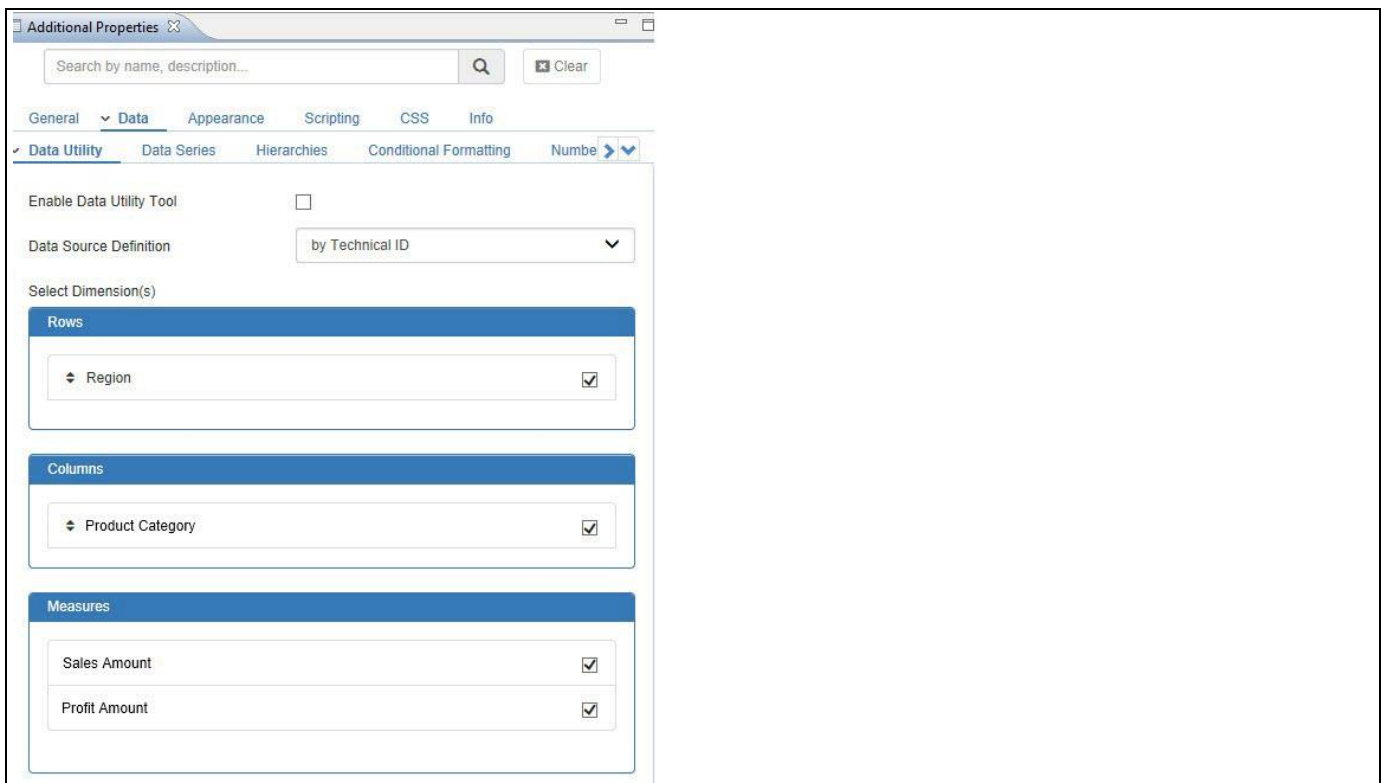 Additional Properties
Search by name, description...
Clear
General Data Appearance Scripting CSS Info
Data Utility Data Series Hierarchies Conditional Formatting Numbe
Enable Data Utility Tool
Data Source Definition by Technical ID
Select Dimension(s)
Rows
Region
Columns
Product Category
Measures
Sales Amount
Profit Amount